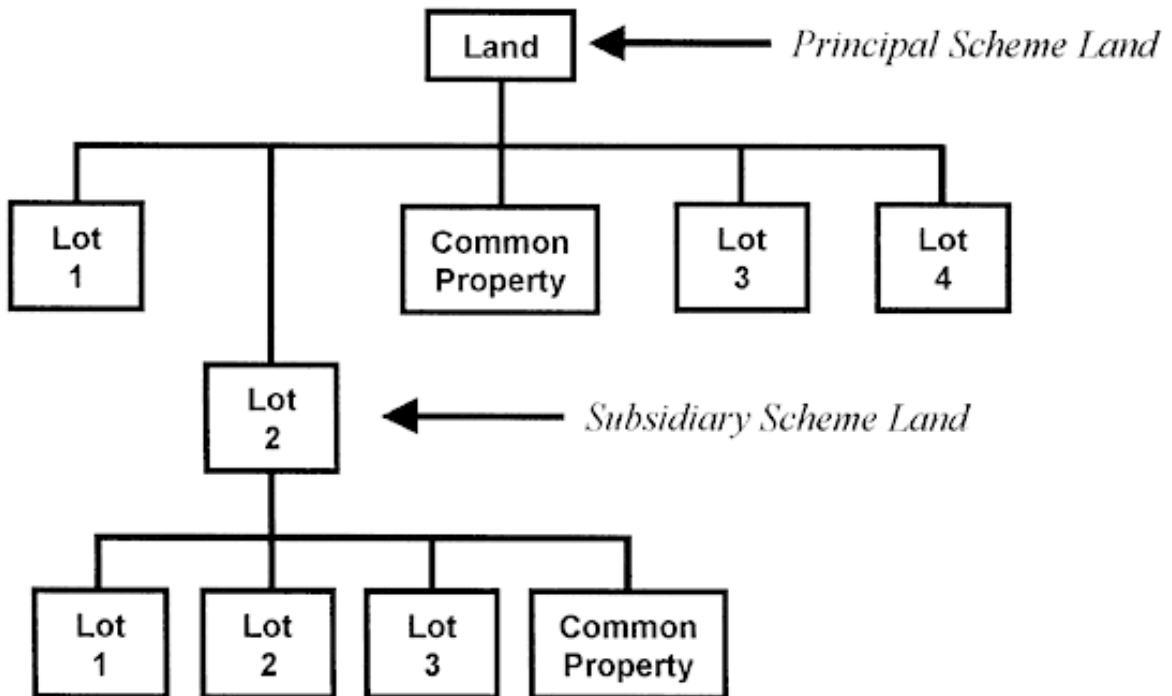 Land
Principal Scheme Land
Lot
1
Common
Property
Lot
3
Lot
4
Lot
2
Subsidiary Scheme Land
Lot
1
Lot
2
Lot
3
Common
Property